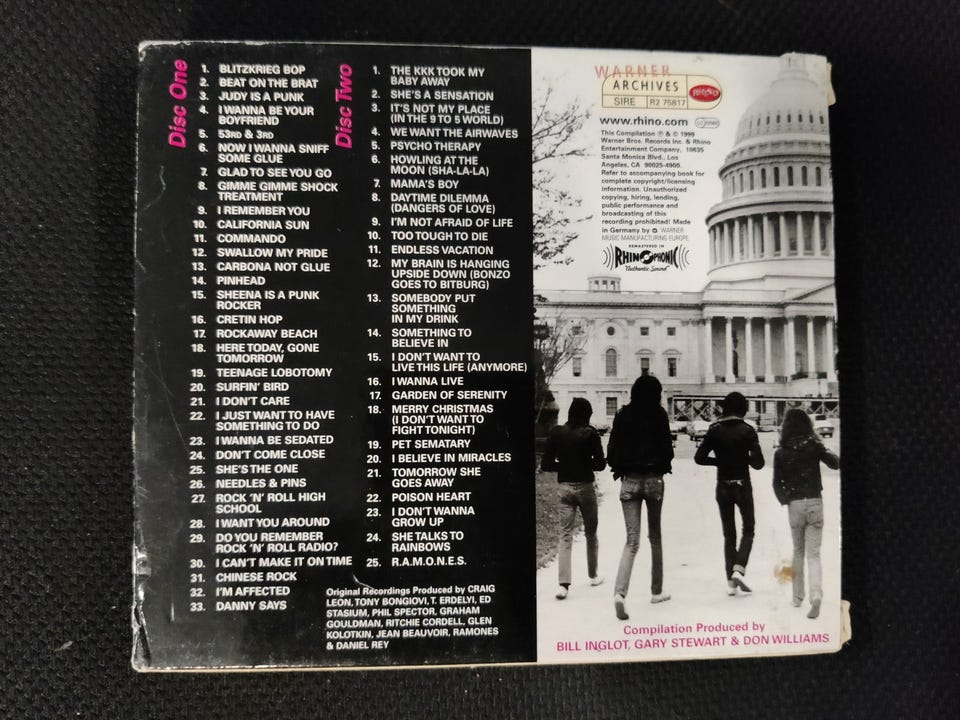 Disc One
1. BLITZKRIEG BOP
2. BEAT ON THE BRAT
3. JUDY IS A PUNK
4. I WANNA BE YOUR
BOYFRIEND
5. 53RD & 3RD
6. NOW I WANNA SNIFF
SOME GLUE
7. GLAD TO SEE YOU GO
8. GIMME GIMME SHOCK
TREATMENT
9. I REMEMBER YOU
10. CALIFORNIA SUN
11. COMMANDO
12. SWALLOW MY PRIDE
13. CARBONA NOT GLUE
14. PINHEAD
15. SHEENA IS A PUNK
ROCKER
16. CRETIN HOP
17. ROCKAWAY BEACH
18. HERE TODAY, GONE
TOMORROW
19. TEENAGE LOBOTOMY
20. SURFIN' BIRD
21. I DON'T CARE
22. I JUST WANT TO HAVE
SOMETHING TO DO
23. I WANNA BE SEDATED
24. DON'T COME CLOSE
25. SHE'S THE ONE
26. NEEDLES & PINS
27. ROCK 'N' ROLL HIGH
SCHOOL
28. I WANT YOU AROUND
29. DO YOU REMEMBER
ROCK 'N' ROLL RADIO?
30. I CAN'T MAKE IT ON TIME
31. CHINESE ROCK
32. I'M AFFECTED
33. DANNY SAYS
Disc Two
1. THE KKK TOOK MY
BABY AWAY
2. SHE'S A SENSATION
3. IT'S NOT MY PLACE
(IN THE 9 TO 5 WORLD)
4. WE WANT THE AIRWAVES
5. PSYCHO THERAPY
6. HOWLING AT THE
MOON (SHA-LA-LA)
7. MAMA'S BOY
8. DAYTIME DILEMMA
(DANGERS OF LOVE)
9. I'M NOT AFRAID OF LIFE
10. TOO TOUGH TO DIE
11. ENDLESS VACATION
12. MY BRAIN IS HANGING
UPSIDE DOWN (BONZO
GOES TO BITBURG)
13. SOMEBODY PUT
SOMETHING
IN MY DRINK
14. SOMETHING TO
BELIEVE IN
15. I DON'T WANT TO
LIVE THIS LIFE (ANYMORE)
16. I WANNA LIVE
17. GARDEN OF SERENITY
18. MERRY CHRISTMAS
(I DON'T WANT TO
FIGHT TONIGHT)
19. PET SEMATARY
20. I BELIEVE IN MIRACLES
21. TOMORROW SHE
GOES AWAY
22. POISON HEART
23. I DON'T WANNA
GROW UP
24. SHE TALKS TO
RAINBOWS
25. R.A.M.O.N.E.S.
Original Recordings Produced by CRAIG
LEON, TONY BONGIOVI, T. ERDELYI, ED
STASIUM, PHIL SPECTOR, GRAHAM
GOULDMAN, RITCHIE CORDELL, GLEN
KOLOTKIN, JEAN BEAUVOIR, RAMONES
& DANIEL REY
WARNER
ARCHIVES
SIRE R2 75817
RHINO
www.rhino.com
This Compilation ℗ & © 1999
Warner Bros. Records Inc. & Rhino
Entertainment Company, 10635
Santa Monica Blvd., Los
Angeles, CA 90025-4900.
Refer to accompanying book for
complete copyright/licensing
information. Unauthorized
copying, hiring, lending,
public performance and
broadcasting of this
recording prohibited! Made
in Germany by WARNER
MUSIC MANUFACTURING EUROPE.
REMASTERED IN
RHINOPHONIC
"Authentic Sound"
Compilation Produced by
BILL INGLOT, GARY STEWART & DON WILLIAMS